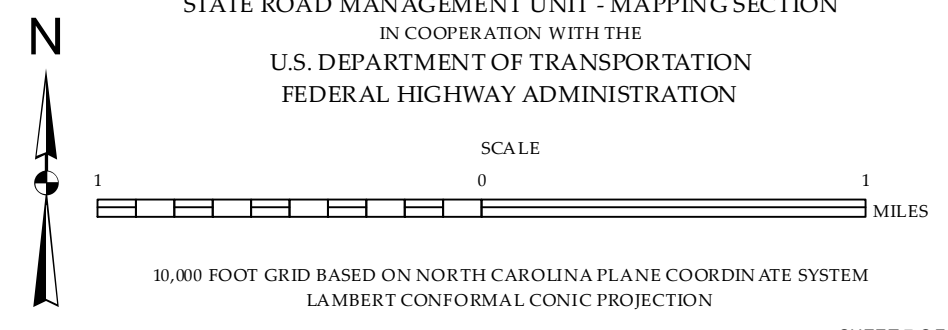 STATE ROAD MANAGEMENT UNIT - MAPPING SECTION
N
IN COOPERATION WITH THE
U.S. DEPARTMENT OF TRANSPORTATION
FEDERAL HIGHWAY ADMINISTRATION
SCALE
1 0 1
MILES
10,000 FOOT GRID BASED ON NORTH CAROLINA PLANE COORDINATE SYSTEM
LAMBERT CONFORMAL CONIC PROJECTION